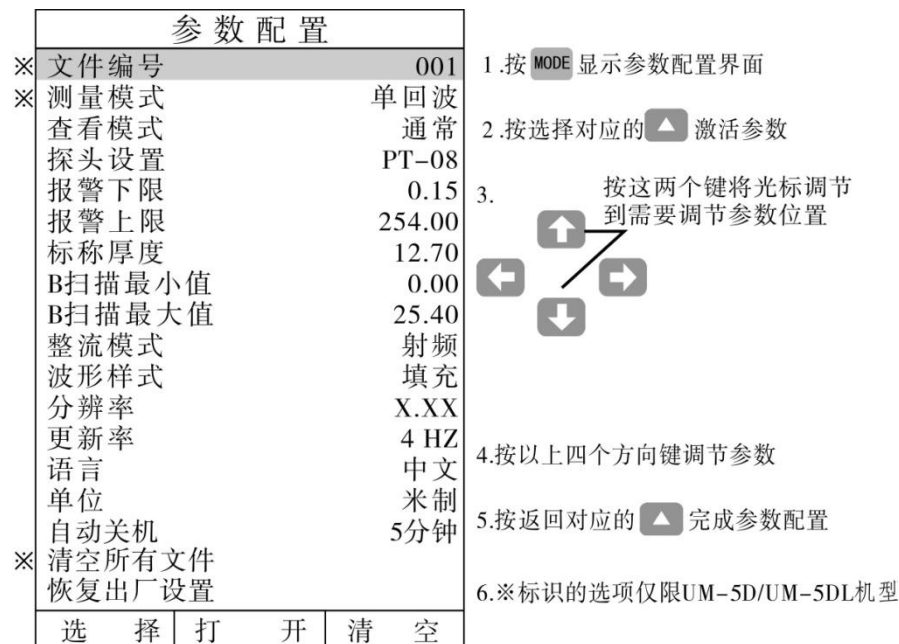 参数配置
※ 文件编号 001
※ 测量模式 单回波
查看模式 通常
探头设置 PT-08
报警下限 0.15
报警上限 254.00
标称厚度 12.70
B扫描最小值 0.00
B扫描最大值 25.40
整流模式 射频
波形样式 填充
分辨率 X.XX
更新率 4 HZ
语言 中文
单位 米制
自动关机 5分钟
※ 清空所有文件
恢复出厂设置
选择 打开 清空
1.按 MODE 显示参数配置界面
2.按选择对应的 激活参数
3. 按这两个键将光标调节
到需要调节参数位置
4.按以上四个方向键调节参数
5.按返回对应的 完成参数配置
6.※标识的选项仅限UM-5D/UM-5DL机型